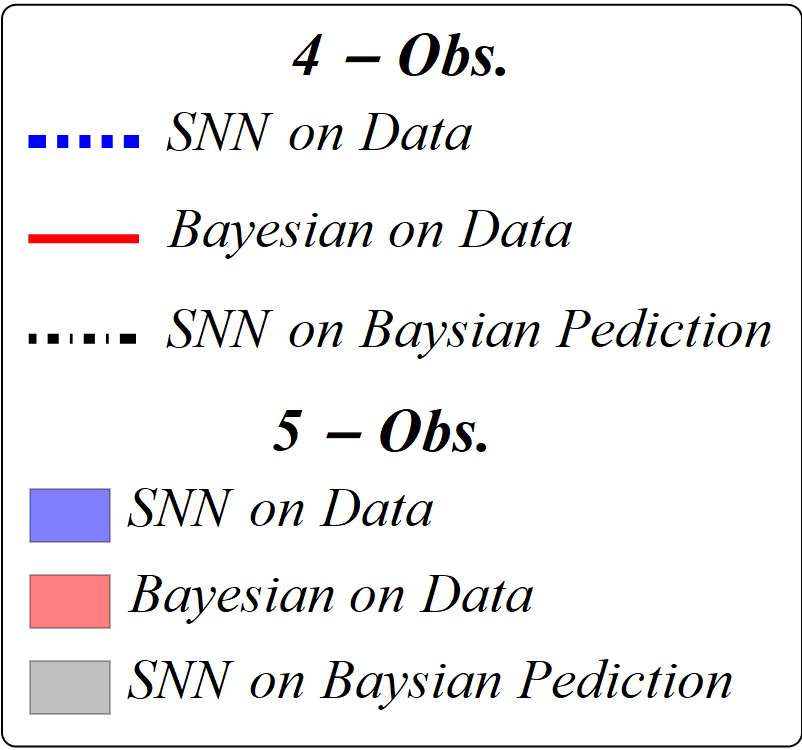 4 – Obs.
SNN on Data
Bayesian on Data
SNN on Baysian Pediction
5 – Obs.
SNN on Data
Bayesian on Data
SNN on Baysian Pediction